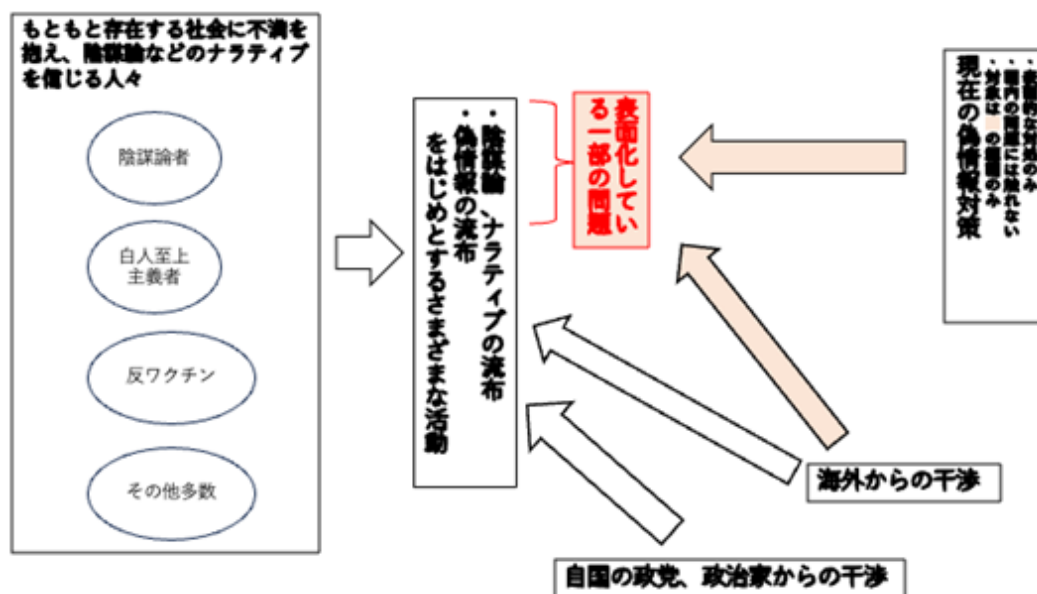 もともと存在する社会に不満を
抱え、陰謀論などのナラティブ
を信じる人々
陰謀論者
白人至上
主義者
反ワクチン
その他多数
・陰謀論、ナラティブの流布
・偽情報の流布
をはじめとするさまざまな活動
表面化してい
る一部の問題
・表面的な対処のみ
・国内の問題には触れない
・対象は の問題のみ
現在の偽情報対策
海外からの干渉
自国の政党、政治家からの干渉